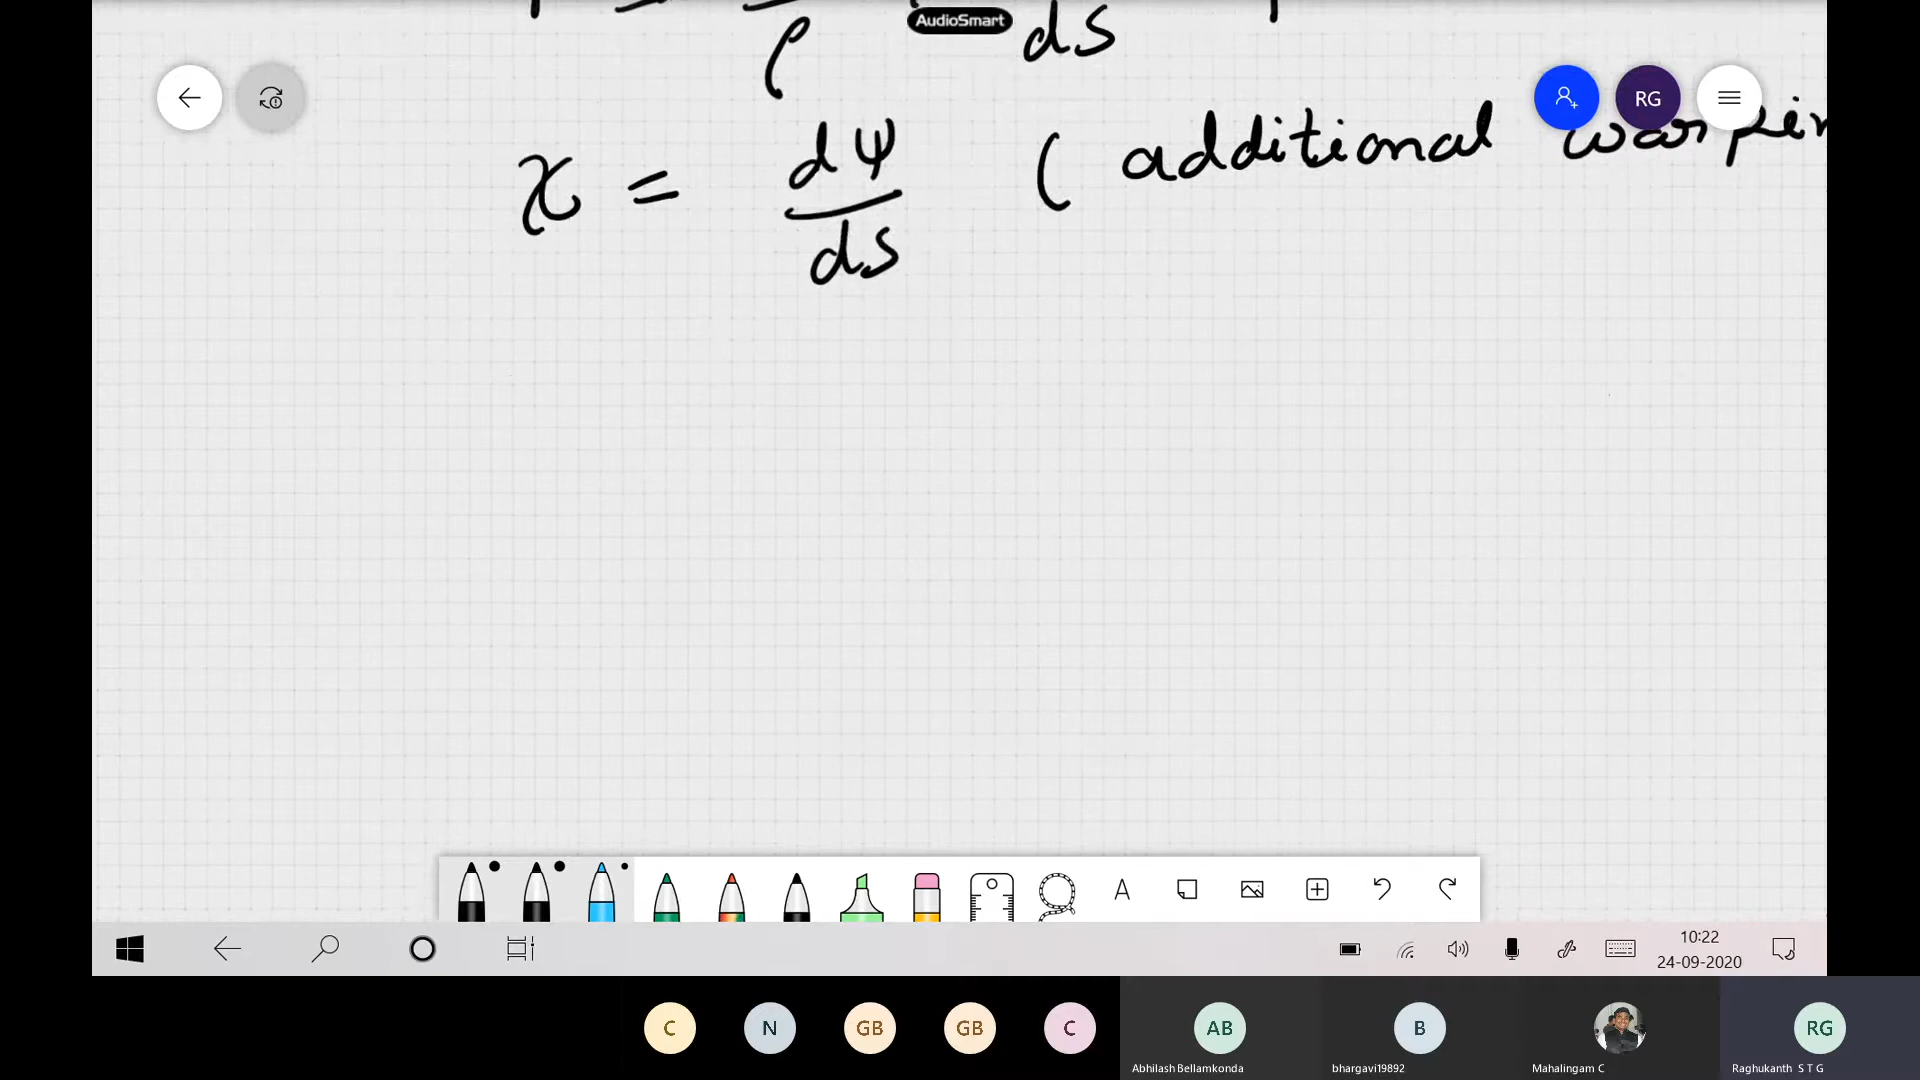 AudioSmart
ρ ds
χ = dψ/ds ( additional
RG
A
10:22
24-09-2020
C N GB GB C AB B RG
Abhilash Bellamkonda bhargavi19892 Mahalingam C Raghukanth S T G